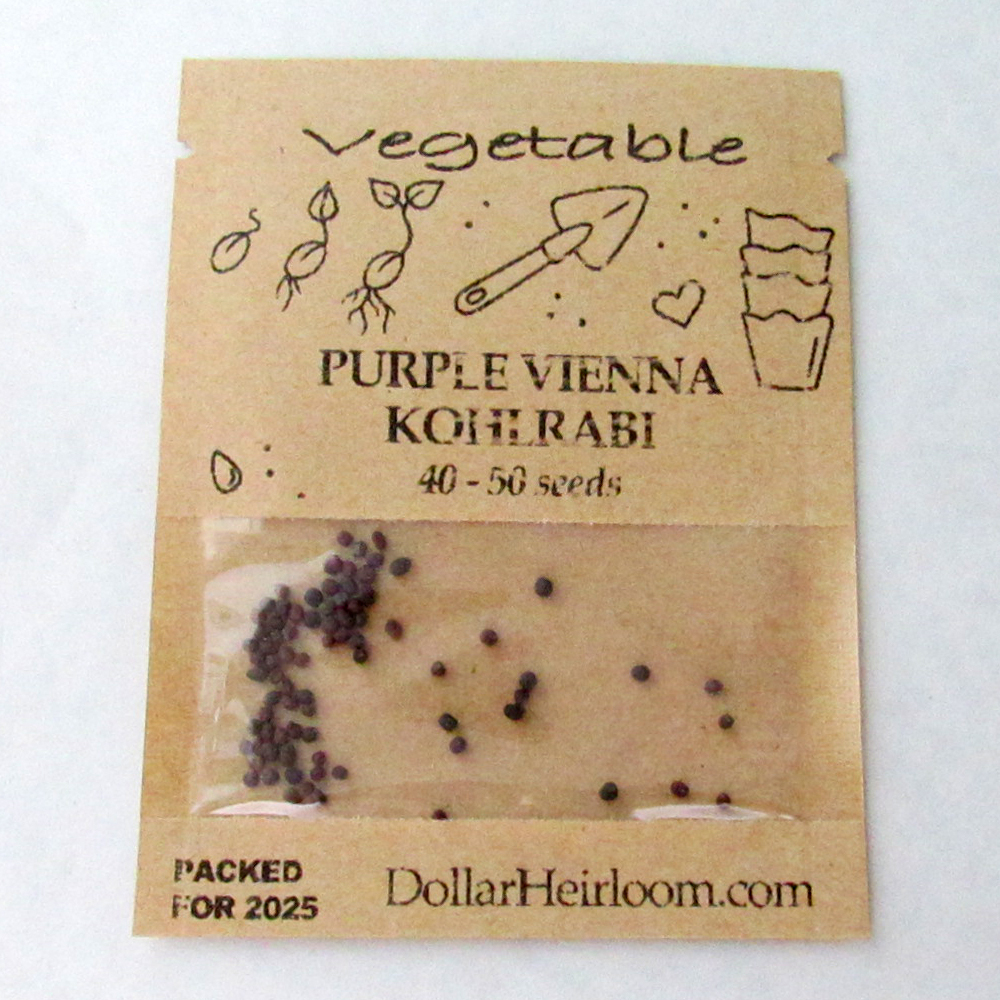 Vegetable
PURPLE VIENNA
KOHLRABI
40 - 50 seeds
PACKED
FOR 2025
DollarHeirloom.com